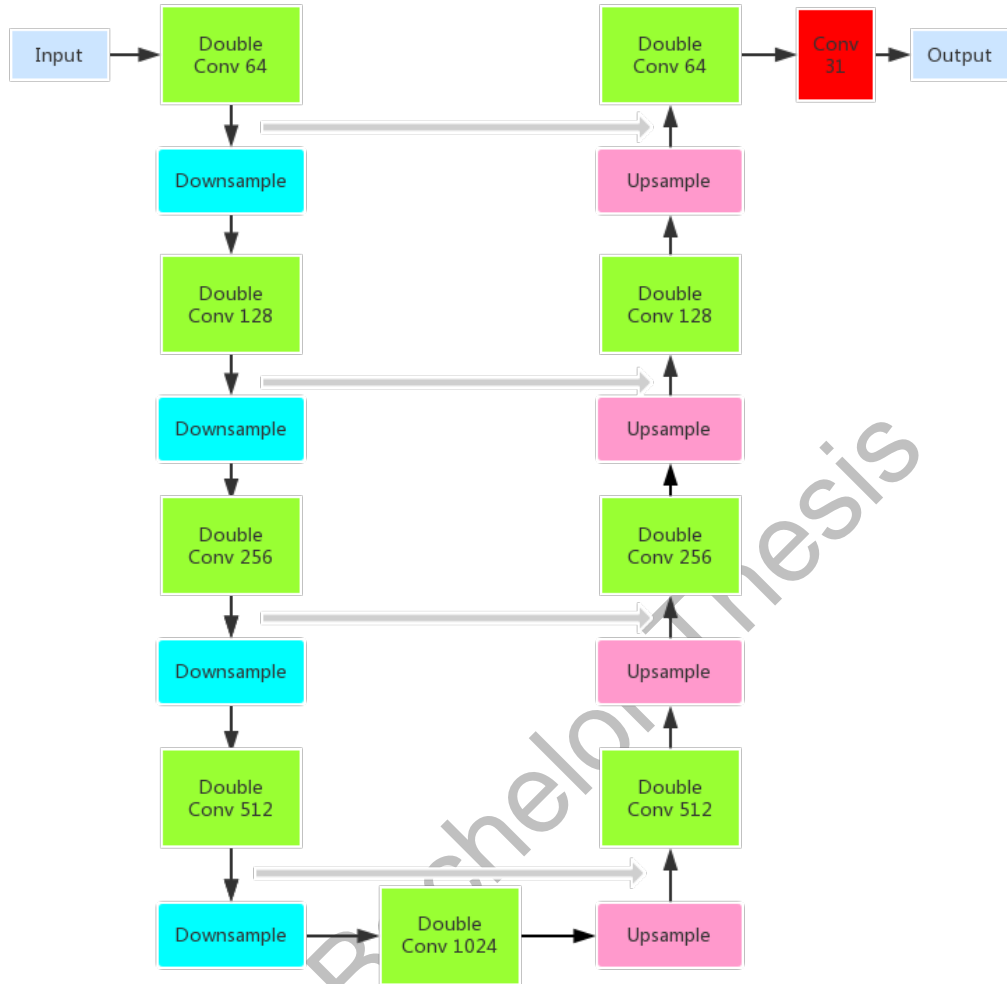 Input
Double
Conv 64
Downsample
Double
Conv 128
Downsample
Double
Conv 256
Downsample
Double
Conv 512
Downsample
Double
Conv 1024
Upsample
Double
Conv 512
Upsample
Double
Conv 256
Upsample
Double
Conv 128
Upsample
Double
Conv 64
Conv
31
Output
Bachelor Thesis